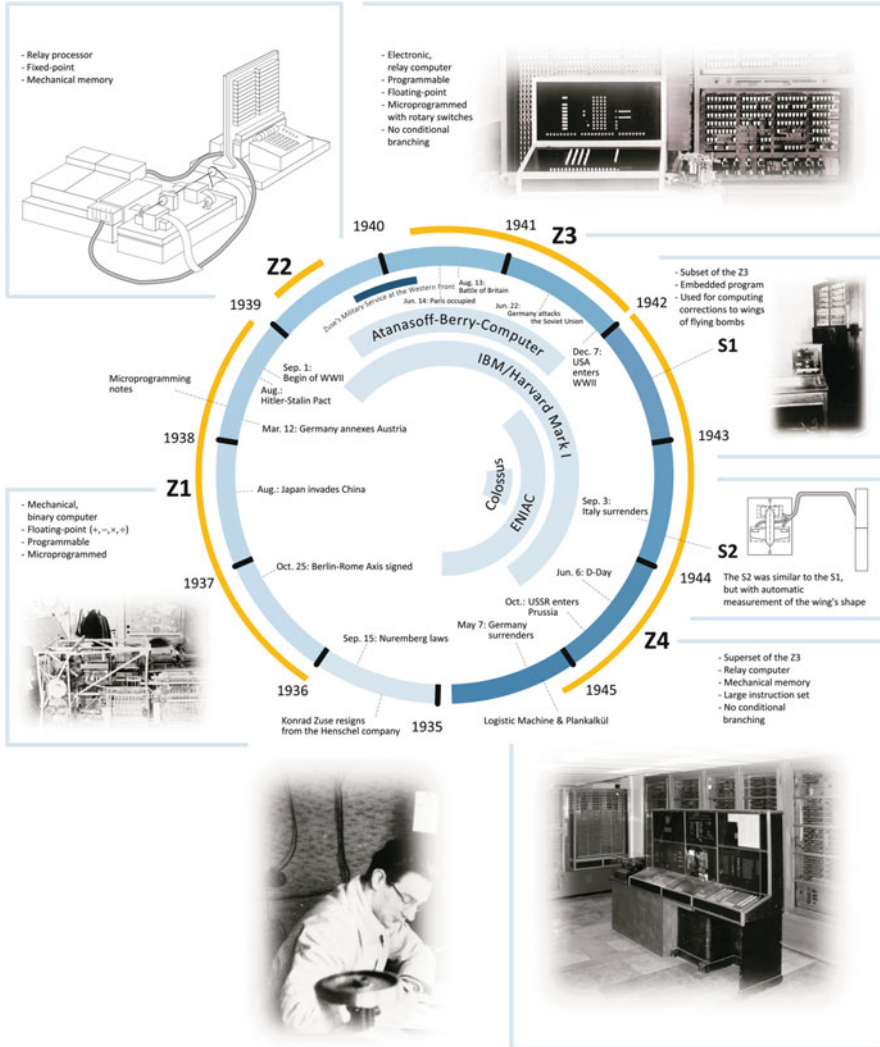 - Relay processor
- Fixed-point
- Mechanical memory
- Electronic,
relay computer
- Programmable
- Floating-point
- Microprogrammed
with rotary switches
- No conditional
branching
1940
1941
Z3
Z2
1939
1942
Zuse's Military Service at the Western Front
Aug. 13:
Battle of Britain
Jun. 14: Paris occupied
Jun. 22:
Germany attacks
the Soviet Union
- Subset of the Z3
- Embedded program
- Used for computing
corrections to wings
of flying bombs
S1
Atanasoff-Berry-Computer
IBM/Harvard Mark I
Dec. 7:
USA
enters
WWII
Sep. 1:
Begin of WWII
Aug.:
Hitler-Stalin Pact
Microprogramming
notes
Mar. 12: Germany annexes Austria
1938
1943
Colossus
ENIAC
Z1
Aug.: Japan invades China
- Mechanical,
binary computer
- Floating-point (+,−,×,÷)
- Programmable
- Microprogrammed
Sep. 3:
Italy surrenders
S2
The S2 was similar to the S1,
but with automatic
measurement of the wing's shape
1937
1944
Oct. 25: Berlin-Rome Axis signed
Jun. 6: D-Day
Oct.: USSR enters
Prussia
May 7: Germany
surrenders
Z4
Sep. 15: Nuremberg laws
- Superset of the Z3
- Relay computer
- Mechanical memory
- Large instruction set
- No conditional
branching
1936
1945
1935
Konrad Zuse resigns
from the Henschel company
Logistic Machine & Plankalkül